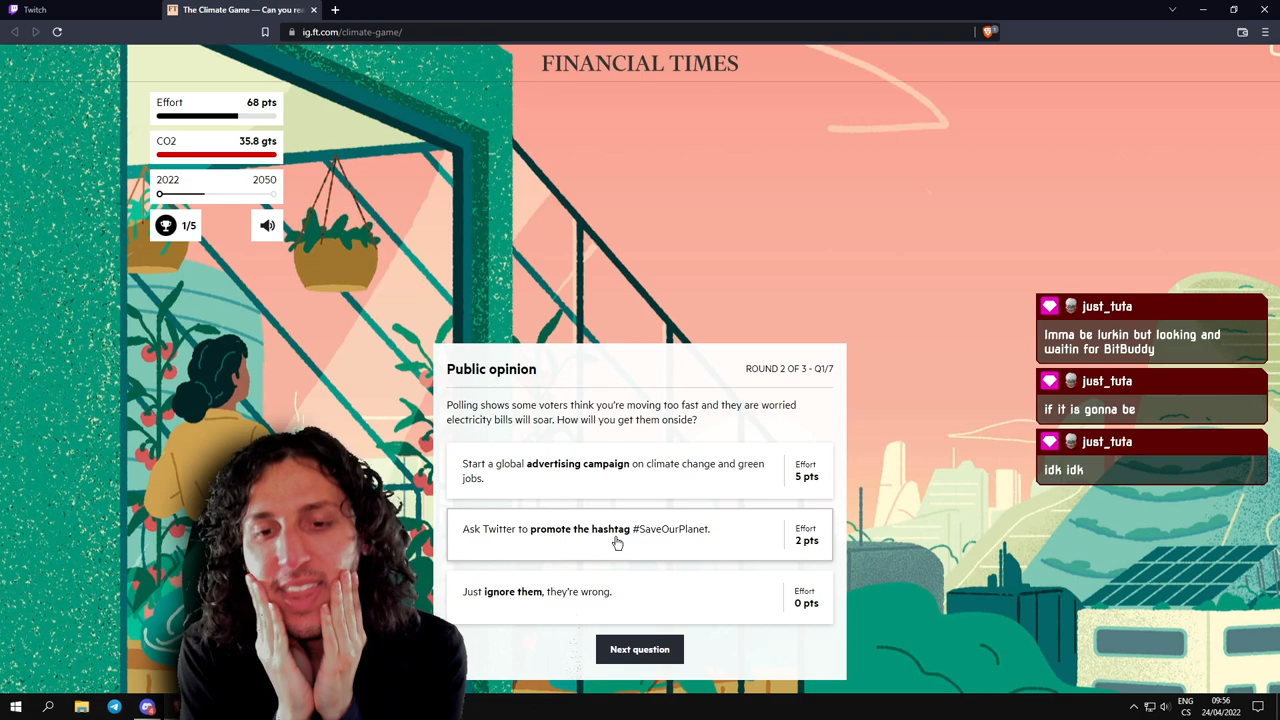 Twitch
The Climate Game — Can you re
ig.ft.com/climate-game/
FINANCIAL TIMES
Effort 68 pts
CO2 35.8 gts
2022 2050
1/5
Public opinion ROUND 2 OF 3 - Q1/7
Polling shows some voters think you're moving too fast and they are worried
electricity bills will soar. How will you get them onside?
Start a global advertising campaign on climate change and green
jobs.
Effort
5 pts
Ask Twitter to promote the hashtag #SaveOurPlanet.
Effort
2 pts
Just ignore them, they're wrong.
Effort
0 pts
Next question
just_tuta
Imma be lurkin but looking and
waitin for BitBuddy
just_tuta
if it is gonna be
just_tuta
idk idk
ENG
CS
09:56
24/04/2022